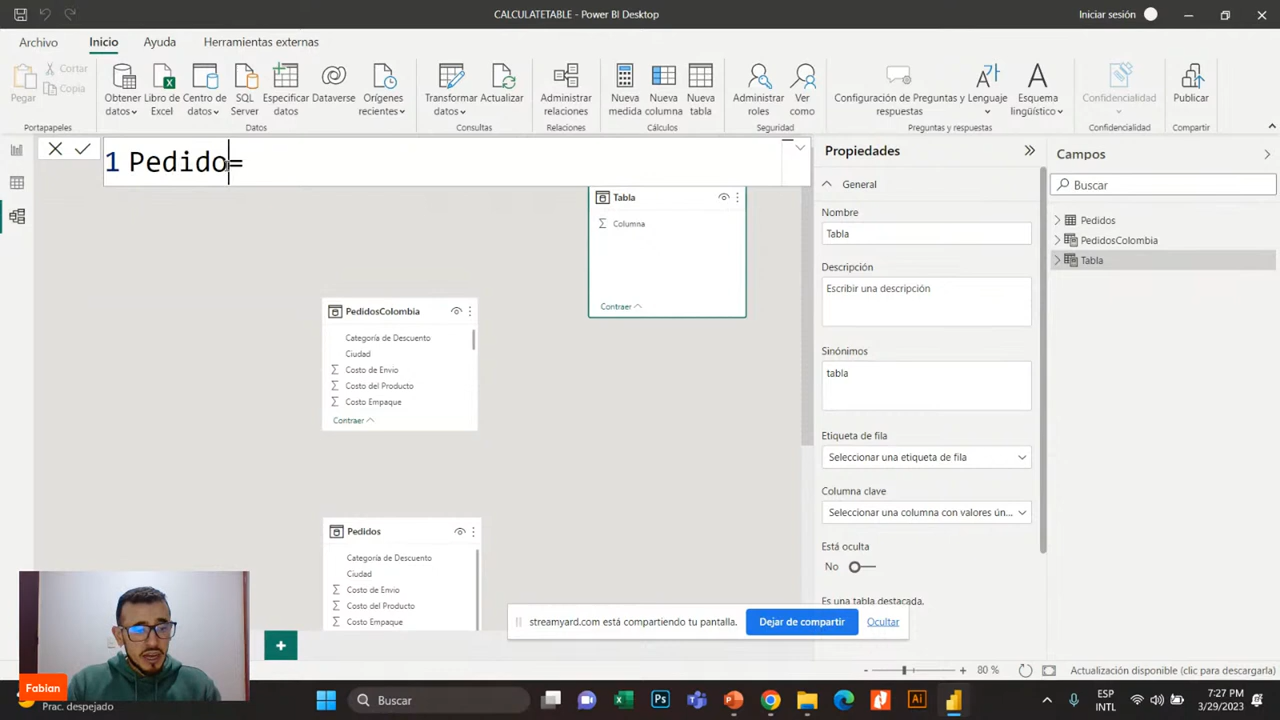 CALCULATETABLE - Power BI Desktop
Iniciar sesión
Archivo
Inicio
Ayuda
Herramientas externas
Pegar
Cortar
Copia
Obtener datos
Libro de Excel
Centro de datos
SQL Server
Especificar datos
Dataverse
Orígenes recientes
Transformar datos
Actualizar
Administrar relaciones
Nueva medida
Nueva columna
Nueva tabla
Administrar roles
Ver como
Configuración de Preguntas y respuestas
Lenguaje
Esquema lingüístico
Confidencialidad
Publicar
Portapapeles
Datos
Consultas
Relaciones
Cálculos
Seguridad
Preguntas y respuestas
Confidencialidad
Compartir
1 Pedido=
Tabla
Columna
Contraer
PedidosColombia
Categoría de Descuento
Ciudad
Costo de Envio
Costo del Producto
Costo Empaque
Contraer
Pedidos
Categoría de Descuento
Ciudad
Costo de Envio
Costo del Producto
Costo Empaque
Propiedades
General
Nombre
Tabla
Descripción
Escribir una descripción
Sinónimos
tabla
Etiqueta de fila
Seleccionar una etiqueta de fila
Columna clave
Seleccionar una columna con valores ún...
Está oculta
No
Es una tabla destacada.
Campos
Buscar
Pedidos
PedidosColombia
Tabla
streamyard.com está compartiendo tu pantalla.
Dejar de compartir
Ocultar
80 %
Actualización disponible (clic para descargarla)
Fabian
Prac. despejado
Buscar
ESP
INTL
7:27 PM
3/29/2023